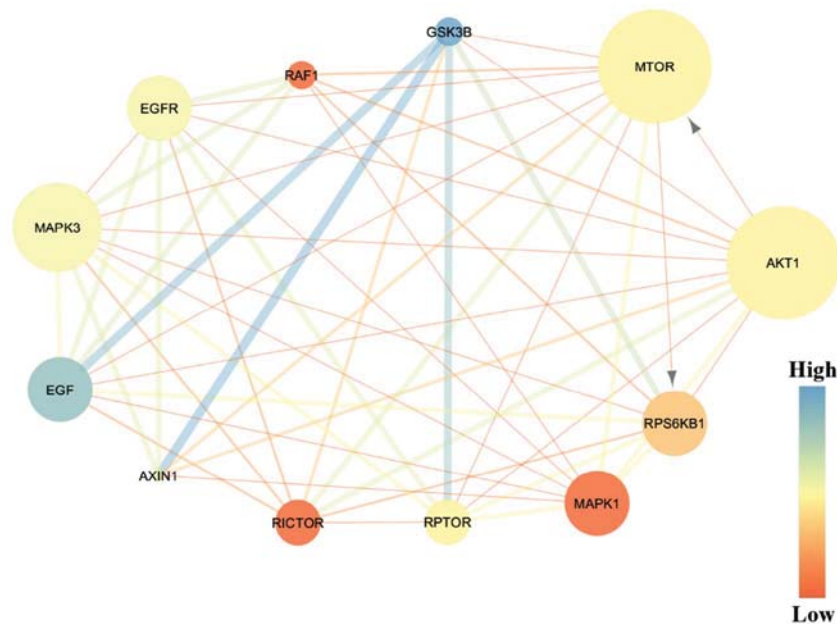 GSK3B
MTOR
RAF1
EGFR
MAPK3
AKT1
High
EGF
RPS6KB1
AXIN1
MAPK1
RICTOR
RPTOR
Low